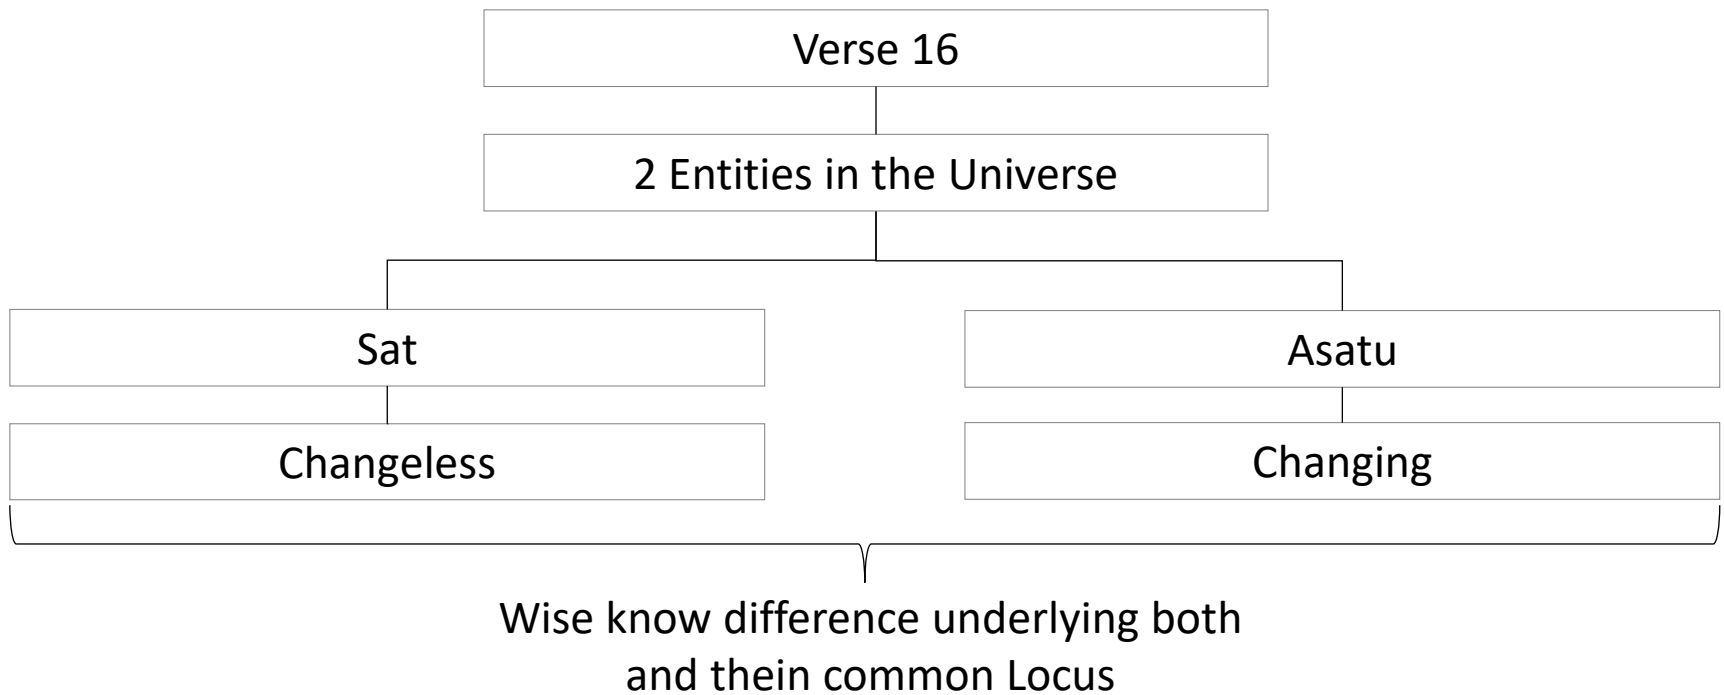 Verse 16
2 Entities in the Universe
Sat
Asatu
Changeless
Changing
Wise know difference underlying both
and thein common Locus